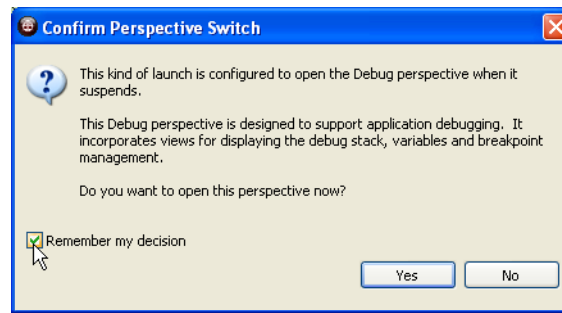 Confirm Perspective Switch
This kind of launch is configured to open the Debug perspective when it
suspends.
This Debug perspective is designed to support application debugging. It
incorporates views for displaying the debug stack, variables and breakpoint
management.
Do you want to open this perspective now?
Remember my decision
Yes No